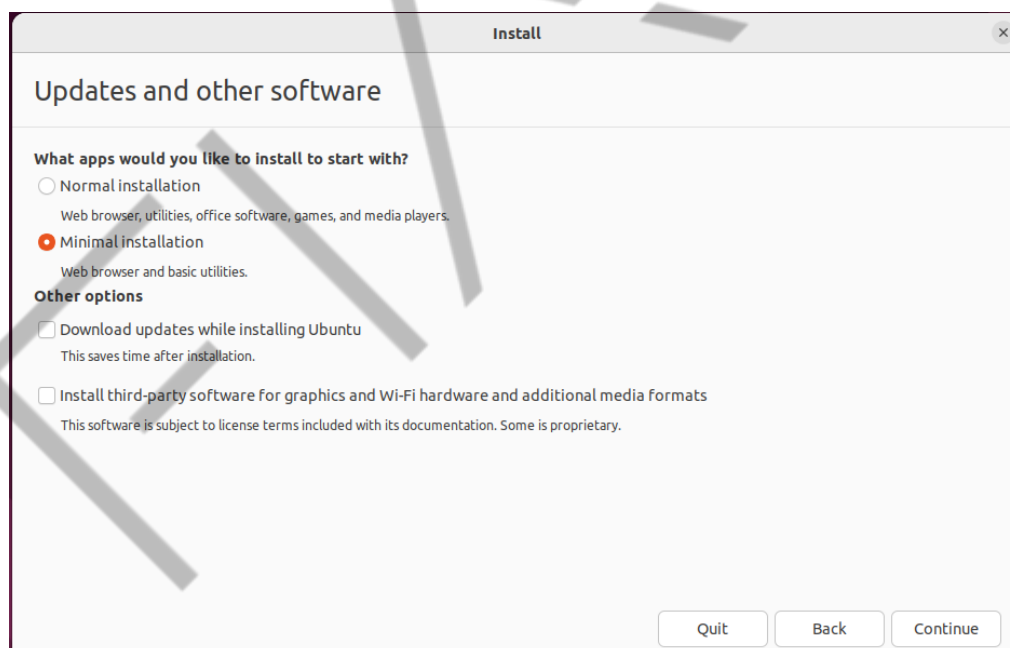 Install
Updates and other software
What apps would you like to install to start with?
Normal installation
Web browser, utilities, office software, games, and media players.
Minimal installation
Web browser and basic utilities.
Other options
Download updates while installing Ubuntu
This saves time after installation.
Install third-party software for graphics and Wi-Fi hardware and additional media formats
This software is subject to license terms included with its documentation. Some is proprietary.
Quit Back Continue